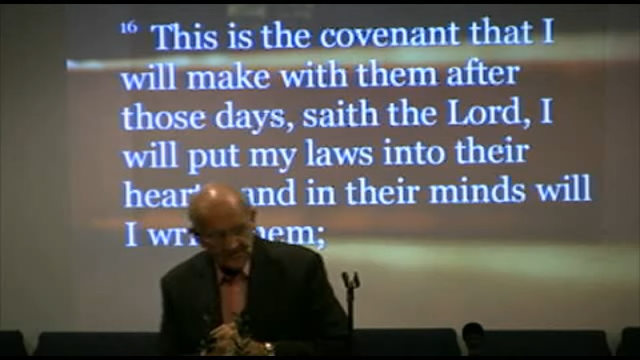 16 This is the covenant that I
will make with them after
those days, saith the Lord, I
will put my laws into their
and in their minds will
I them;